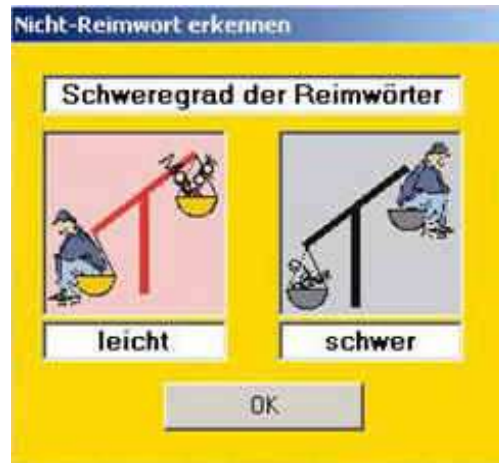 Nicht-Reimwort erkennen
Schweregrad der Reimwörter
leicht
schwer
OK